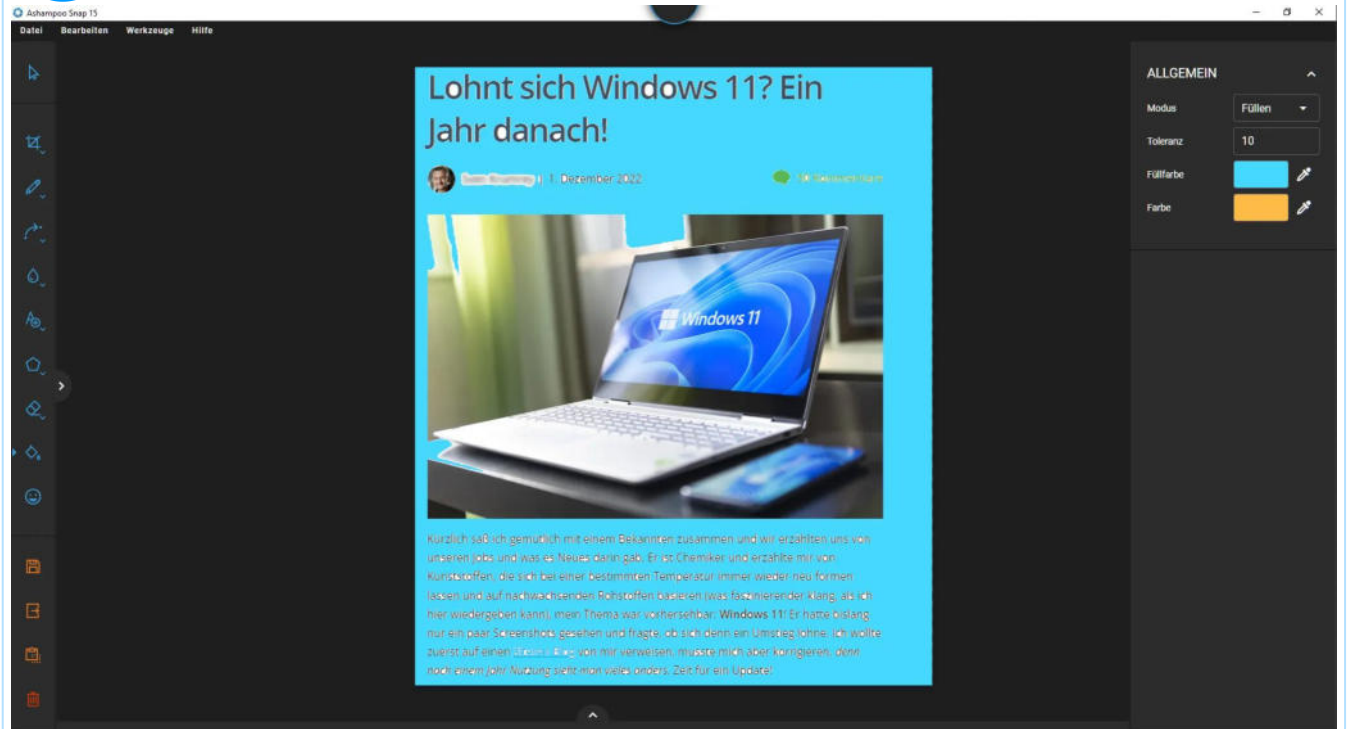 Ashampoo Snap 15
Datei Bearbeiten Werkzeuge Hilfe
Lohnt sich Windows 11? Ein
Jahr danach!
1. Dezember 2022
Windows 11
Kürzlich saß ich gemütlich mit einem Bekannten zusammen und wir erzählten uns von
unseren Jobs und was es Neues darin gab. Er ist Chemiker und erzählte mir von
Kunststoffen, die sich bei einer bestimmten Temperatur immer wieder neu formen
lassen und auf nachwachsenden Rohstoffen basieren (was faszinierender klang, als ich
hier wiedergeben kann), mein Thema war vorhersehbar: Windows 11! Er hatte bislang
nur ein paar Screenshots gesehen und fragte, ob sich denn ein Umstieg lohne. Ich wollte
zuerst auf einen von mir verweisen, musste mich aber korrigieren, denn
nach einem Jahr Nutzung sieht man vieles anders. Zeit für ein Update!
ALLGEMEIN
Modus Füllen
Toleranz 10
Füllfarbe
Farbe